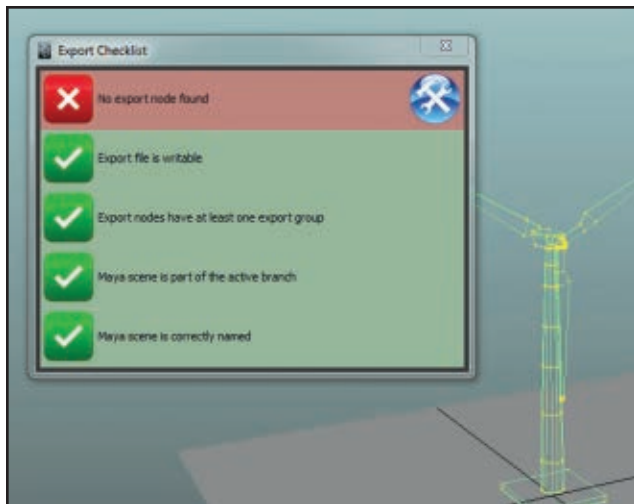 Export Checklist
No export node found
Export file is writable
Export nodes have at least one export group
Maya scene is part of the active branch
Maya scene is correctly named